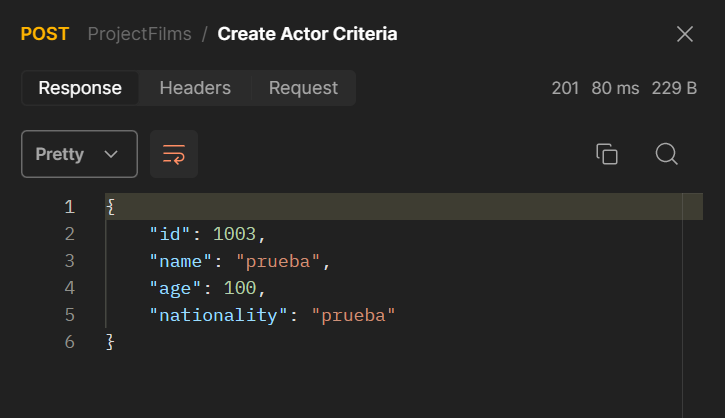 POST ProjectFilms / Create Actor Criteria
Response Headers Request 201 80 ms 229 B
Pretty
1 {
2 "id": 1003,
3 "name": "prueba",
4 "age": 100,
5 "nationality": "prueba"
6 }